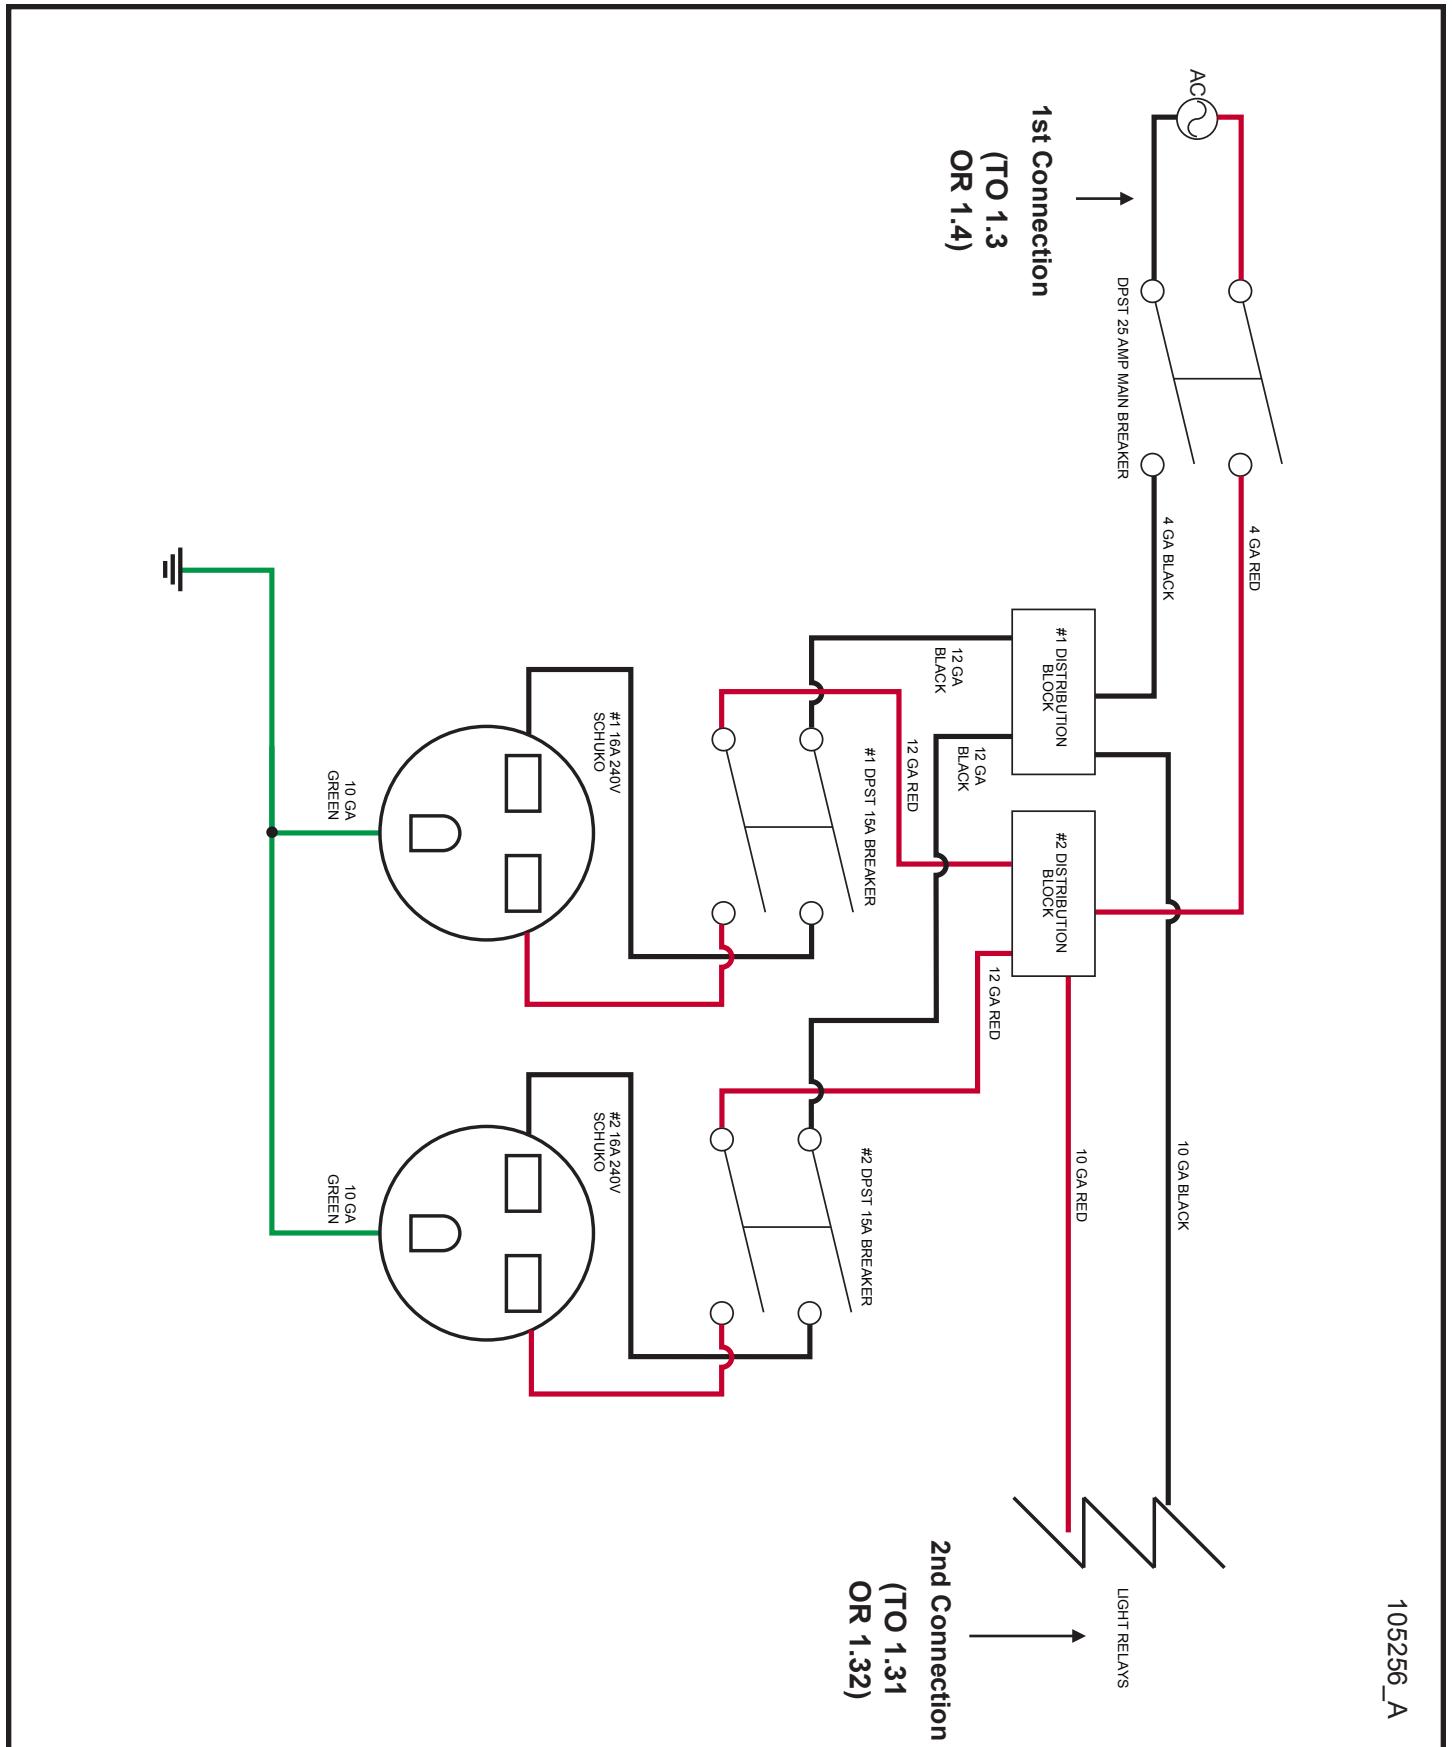 105256_A
AC
1st Connection
(TO 1.3
OR 1.4)
DPST 25 AMP MAIN BREAKER
4 GA RED
4 GA BLACK
#1 DISTRIBUTION
BLOCK
#2 DISTRIBUTION
BLOCK
12 GA
BLACK
12 GA
BLACK
12 GA RED
12 GA RED
10 GA BLACK
10 GA RED
LIGHT RELAYS
2nd Connection
(TO 1.31
OR 1.32)
#1 DPST 15A BREAKER
#2 DPST 15A BREAKER
#1 16A 240V
SCHUKO
#2 16A 240V
SCHUKO
10 GA
GREEN
10 GA
GREEN